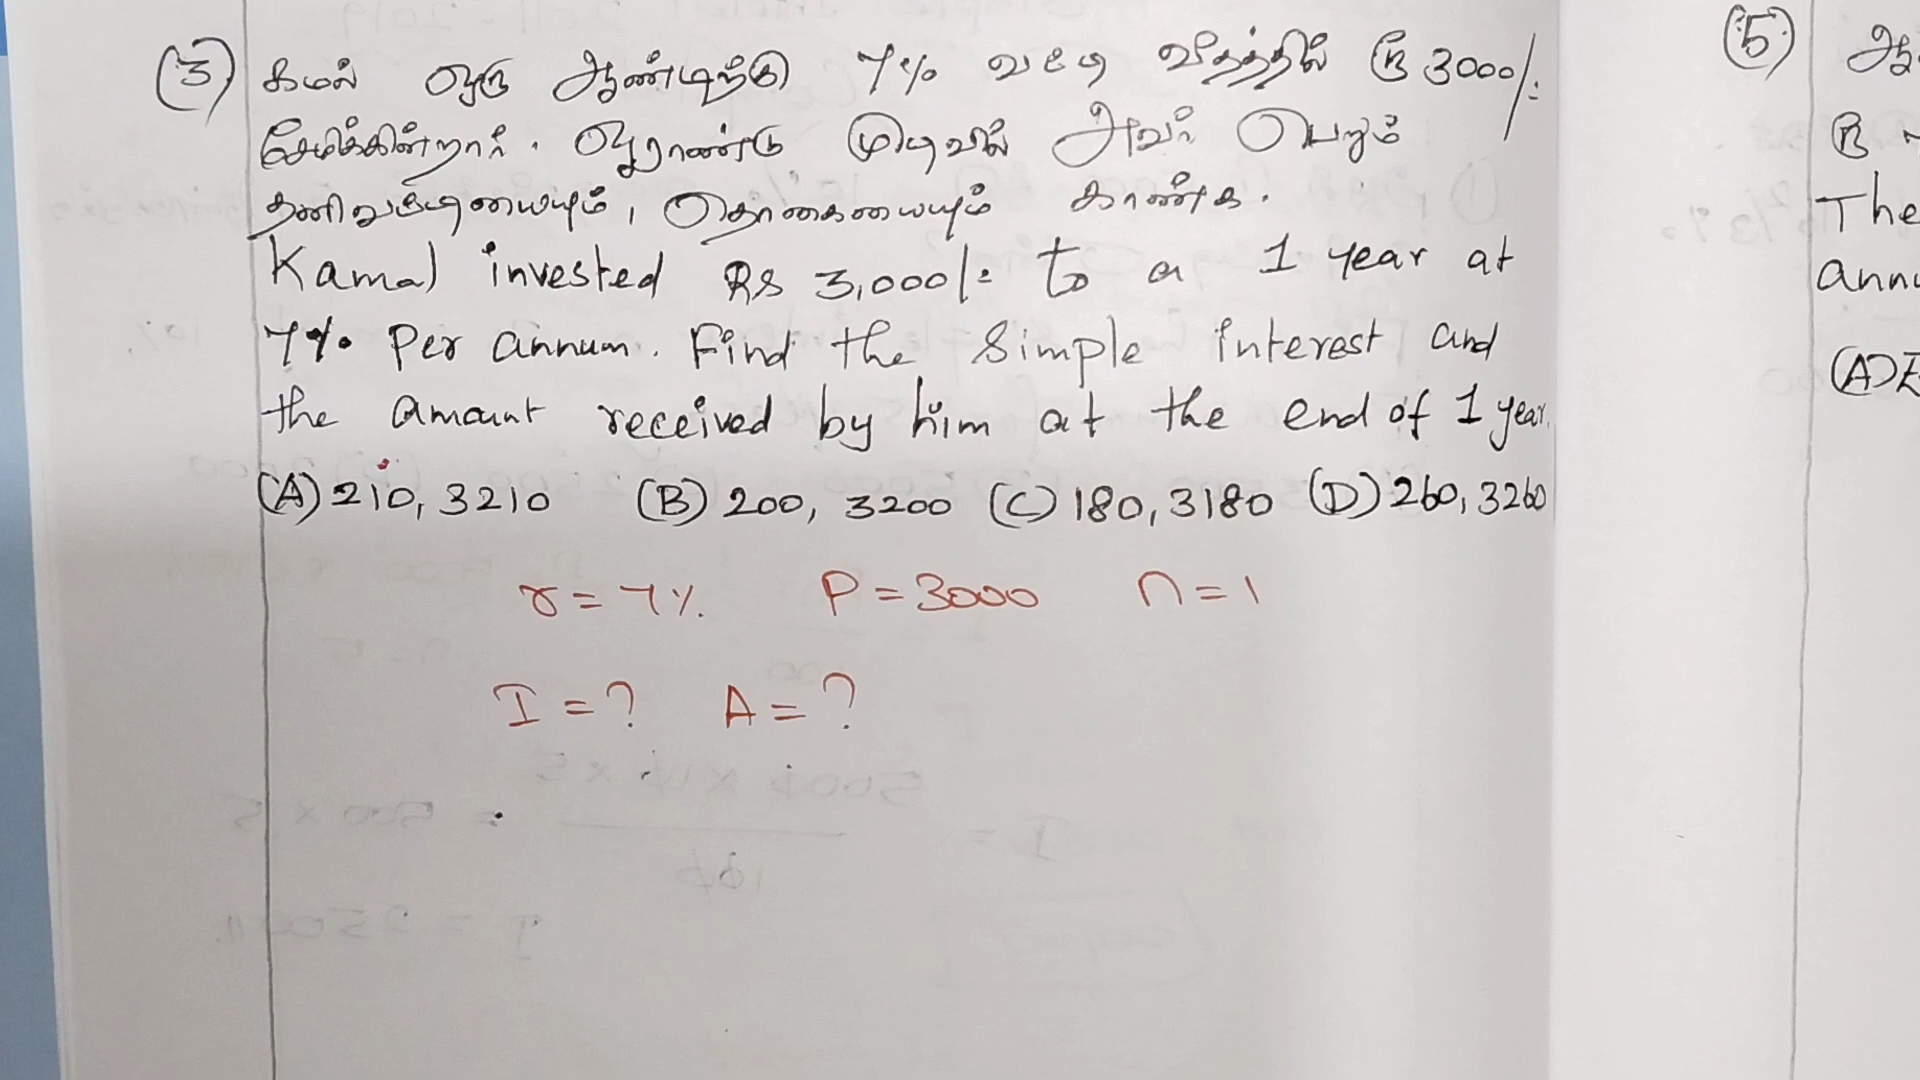 (3) கமல் ஒரு ஆண்டிற்கு 7% வட்டி வீதத்தில் ரூ 3000/-
சேமிக்கின்றார். ஓராண்டு முடிவில் அவர் பெறும்
தனிவட்டியையும், தொகையையும் காண்க.
Kamal invested Rs 3,000/- to a 1 year at
7% Per annum. Find the Simple interest and
the amount received by him at the end of 1 year.
(A) 210, 3210 (B) 200, 3200 (C) 180, 3180 (D) 260, 3260
r = 7% P = 3000 n = 1
I = ? A = ?
(5)
ரூ
The
(A)